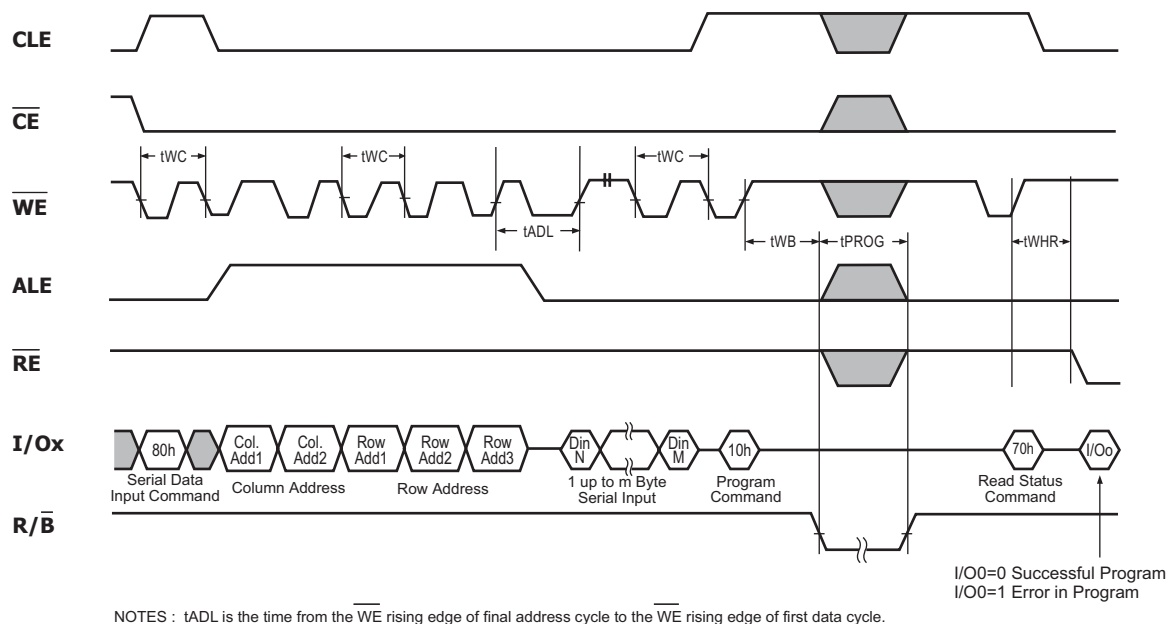 CLE
CE
tWC
tWC
tWC
WE
tADL
tWB
tPROG
tWHR
ALE
RE
I/Ox
80h
Col. Add1
Col. Add2
Row Add1
Row Add2
Row Add3
Din N
Din M
10h
70h
I/Oo
Serial Data Input Command
Column Address
Row Address
1 up to m Byte Serial Input
Program Command
Read Status Command
R/B
I/O0=0 Successful Program
I/O0=1 Error in Program
NOTES : tADL is the time from the WE rising edge of final address cycle to the WE rising edge of first data cycle.